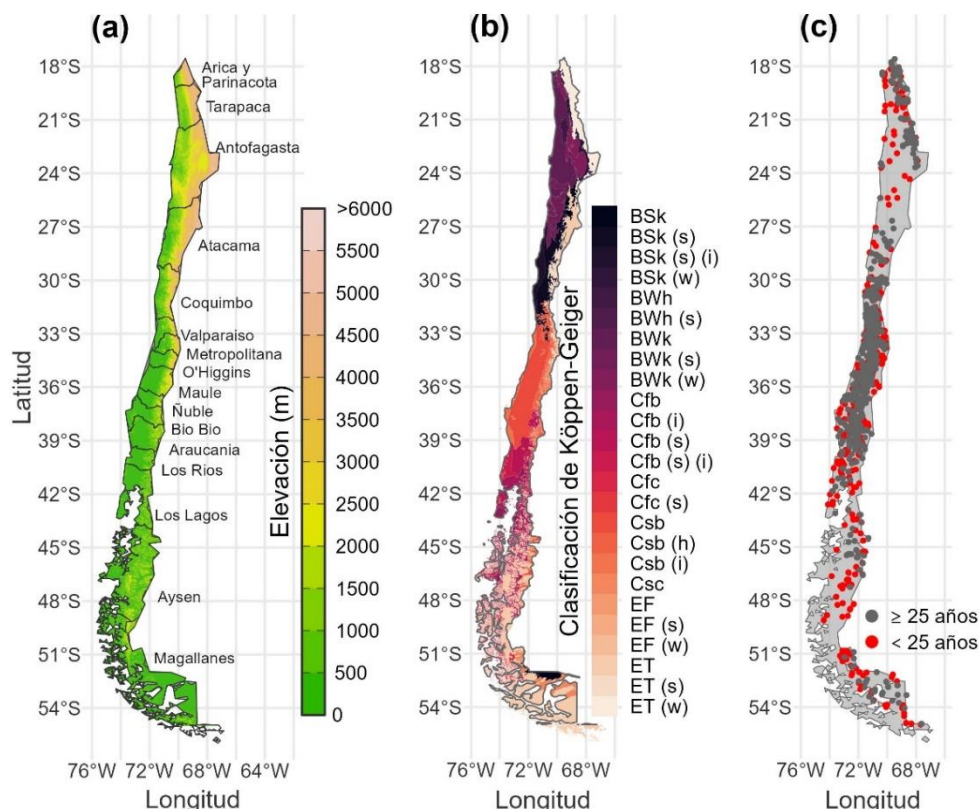 (a)
18°S
21°S
24°S
27°S
30°S
33°S
36°S
39°S
42°S
45°S
48°S
51°S
54°S
Latitud
Arica y
Parinacota
Tarapaca
Antofagasta
Atacama
Coquimbo
Valparaiso
Metropolitana
O'Higgins
Maule
Ñuble
Bio Bio
Araucania
Los Rios
Los Lagos
Aysen
Magallanes
76°W 72°W 68°W 64°W
Longitud
Elevación (m)
>6000
5500
5000
4500
4000
3500
3000
2500
2000
1500
1000
500
0
(b)
18°S
21°S
24°S
27°S
30°S
33°S
36°S
39°S
42°S
45°S
48°S
51°S
54°S
76°W 72°W 68°W
Longitud
Clasificación de Köppen-Geiger
BSk
BSk (s)
BSk (s) (i)
BSk (w)
BWh
BWh (s)
BWk
BWk (s)
BWk (w)
Cfb
Cfb (i)
Cfb (s)
Cfb (s) (i)
Cfc
Cfc (s)
Csb
Csb (h)
Csb (i)
Csc
EF
EF (s)
EF (w)
ET
ET (s)
ET (w)
(c)
18°S
21°S
24°S
27°S
30°S
33°S
36°S
39°S
42°S
45°S
48°S
51°S
54°S
≥ 25 años
< 25 años
76°W 72°W 68°W
Longitud